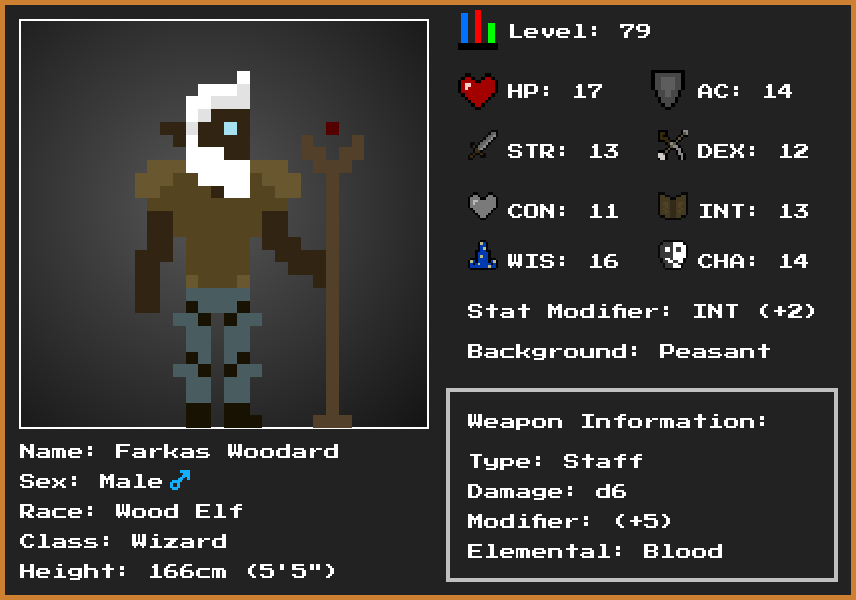 Level: 79
HP: 17 AC: 14
STR: 13 DEX: 12
CON: 11 INT: 13
WIS: 16 CHA: 14
Stat Modifier: INT (+2)
Background: Peasant
Weapon Information:
Type: Staff
Damage: d6
Modifier: (+5)
Elemental: Blood
Name: Farkas Woodard
Sex: Male♂
Race: Wood Elf
Class: Wizard
Height: 166cm (5'5")